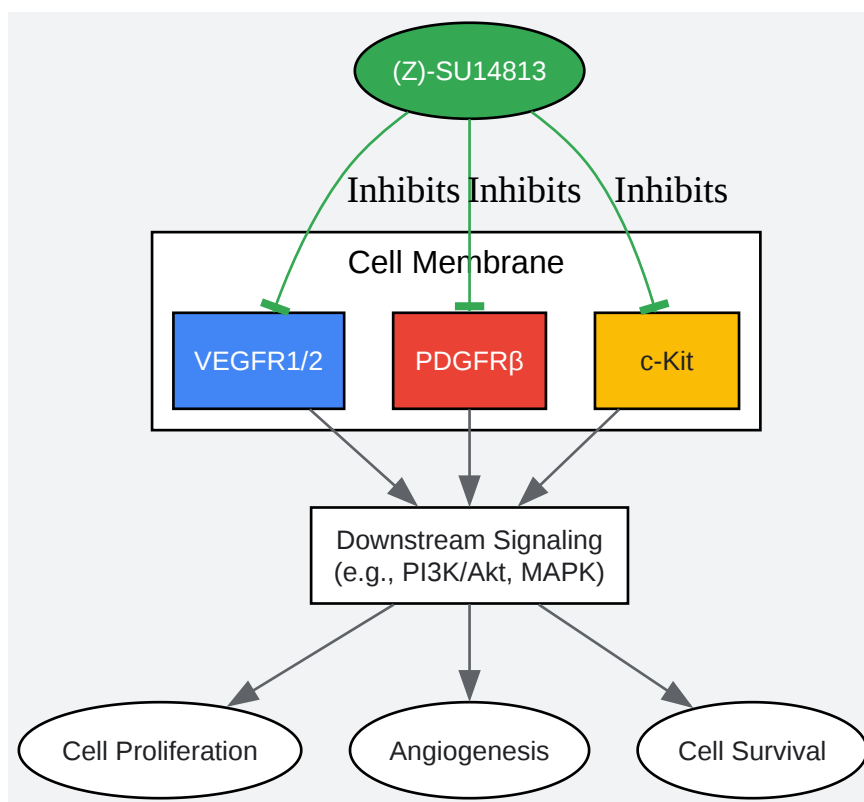 (Z)-SU14813
Inhibits Inhibits Inhibits
Cell Membrane
VEGFR1/2 PDGFRβ c-Kit
Downstream Signaling
(e.g., PI3K/Akt, MAPK)
Cell Proliferation Angiogenesis Cell Survival